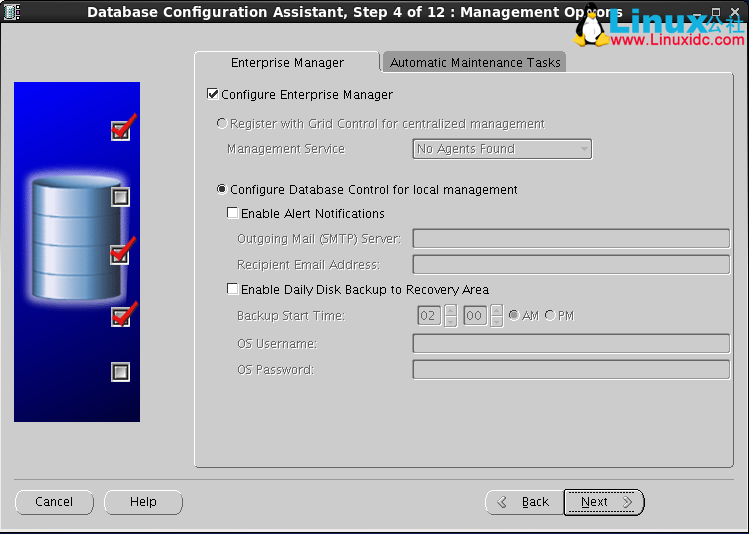 Database Configuration Assistant, Step 4 of 12 : Management Options
Linux公社
www.Linuxidc.com
Enterprise Manager
Automatic Maintenance Tasks
Configure Enterprise Manager
Register with Grid Control for centralized management
Management Service
No Agents Found
Configure Database Control for local management
Enable Alert Notifications
Outgoing Mail (SMTP) Server:
Recipient Email Address:
Enable Daily Disk Backup to Recovery Area
Backup Start Time: 02 00 AM PM
OS Username:
OS Password:
Cancel
Help
Back
Next